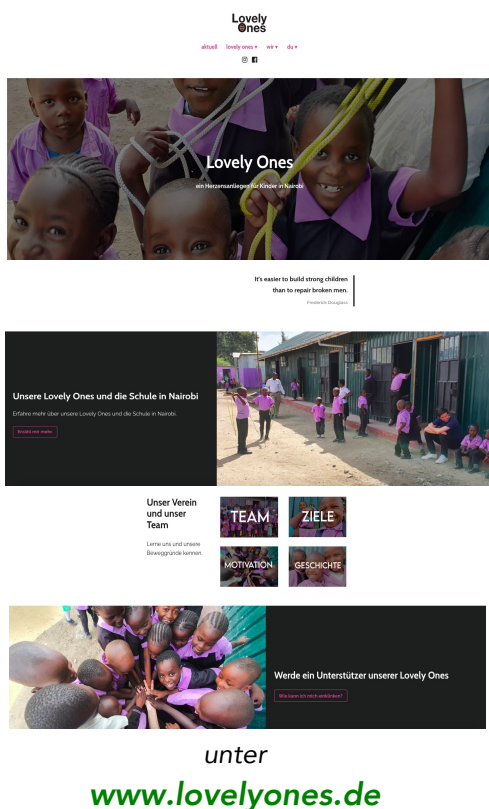 Lovely
Ones
aktuell lovely ones ▾ wir ▾ du ▾
Lovely Ones
ein Herzensanliegen für Kinder in Nairobi
It's easier to build strong children
than to repair broken men.
Frederick Douglass
Unsere Lovely Ones und die Schule in Nairobi
Erfahre mehr über unsere Lovely Ones und die Schule in Nairobi.
Erzähl mir mehr
Unser Verein
und unser
Team
Lerne uns und unsere
Beweggründe kennen
TEAM
ZIELE
MOTIVATION
GESCHICHTE
Werde ein Unterstützer unserer Lovely Ones
Wie kann ich mich einklinken?
unter
www.lovelyones.de